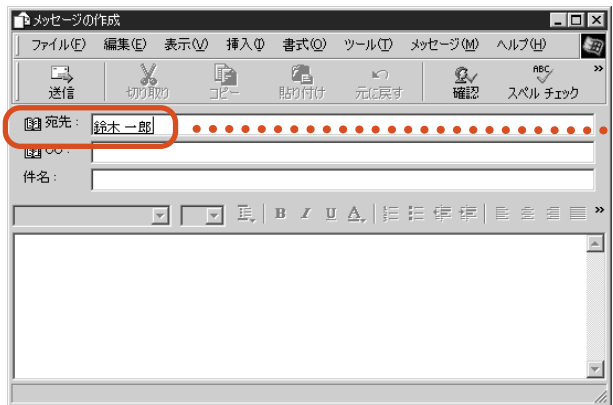 メッセージの作成
ファイル(F) 編集(E) 表示(V) 挿入(I) 書式(O) ツール(T) メッセージ(M) ヘルプ(H)
送信 切り取り コピー 貼り付け 元に戻す 確認 ABC スペル チェック »
宛先: 鈴木 一郎
CC:
件名:
B I U A »